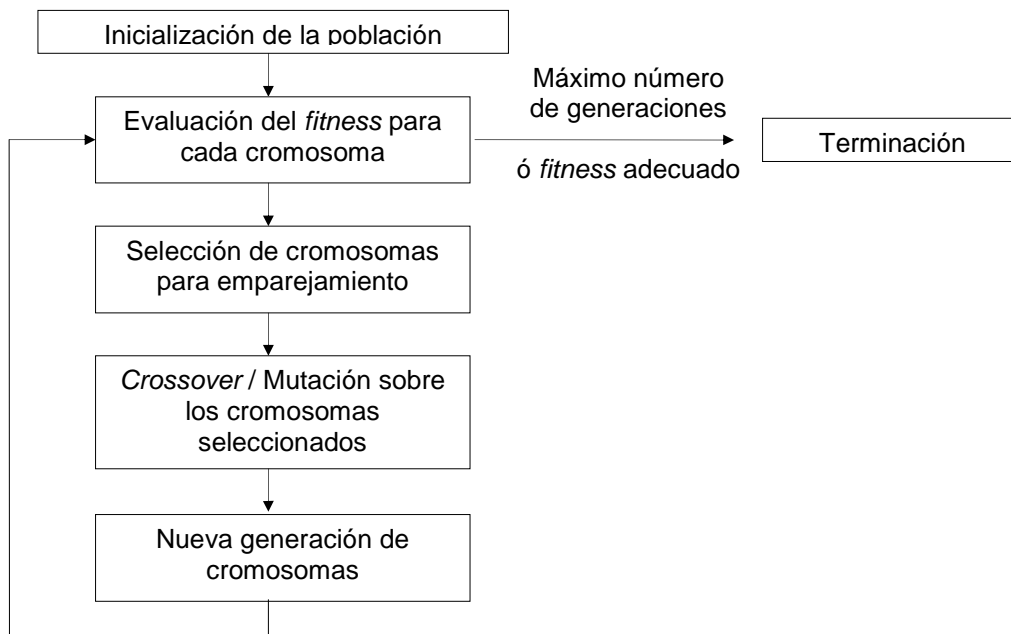 Inicialización de la población
Evaluación del fitness para
cada cromosoma
Máximo número
de generaciones
ó fitness adecuado
Terminación
Selección de cromosomas
para emparejamiento
Crossover / Mutación sobre
los cromosomas
seleccionados
Nueva generación de
cromosomas